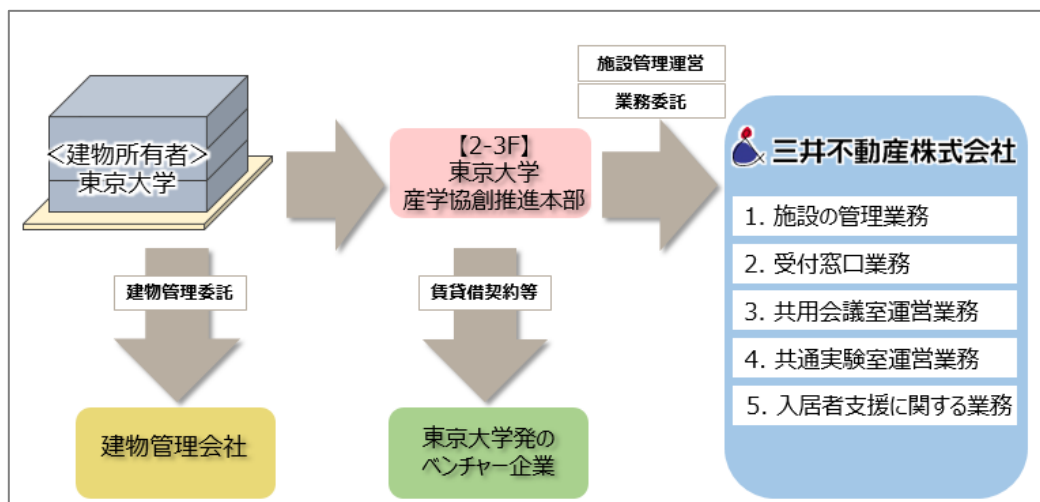 施設管理運営
業務委託
<建物所有者>
東京大学
【2-3F】
東京大学
産学協創推進本部
三井不動産株式会社
1. 施設の管理業務
2. 受付窓口業務
3. 共用会議室運営業務
4. 共通実験室運営業務
5. 入居者支援に関する業務
建物管理委託
賃貸借契約等
建物管理会社
東京大学発の
ベンチャー企業